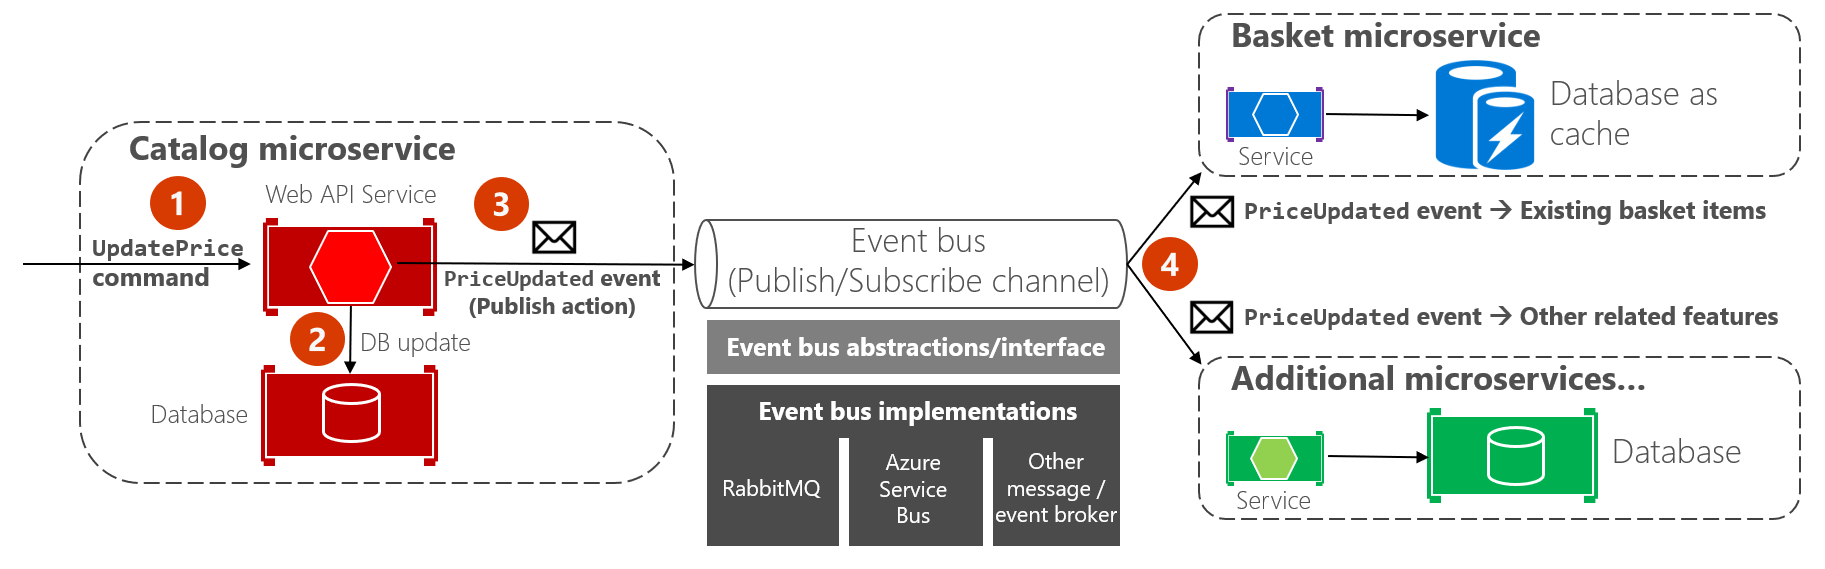 Catalog microservice
1
Web API Service
3
UpdatePrice
command
PriceUpdated event
(Publish action)
2
DB update
Database
Event bus
(Publish/Subscribe channel)
Event bus abstractions/interface
Event bus implementations
RabbitMQ
Azure
Service
Bus
Other
message /
event broker
4
Basket microservice
Service
Database as
cache
PriceUpdated event → Existing basket items
PriceUpdated event → Other related features
Additional microservices...
Service
Database